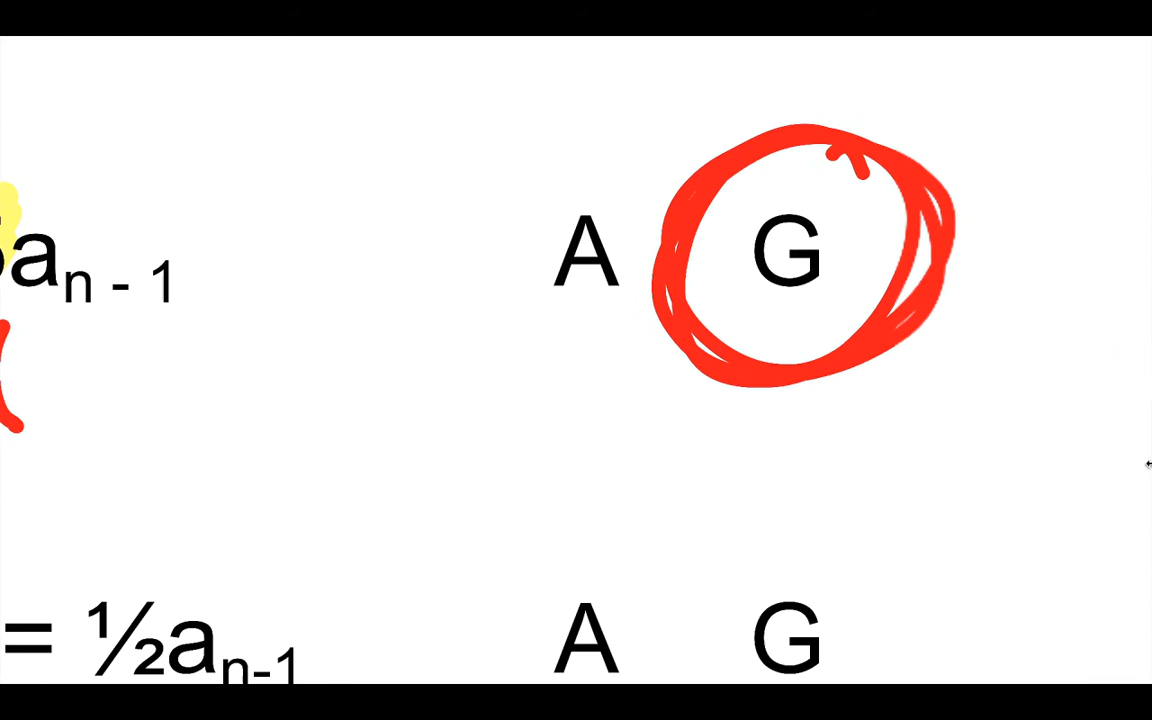 aₙ₋₁ A G
= ½aₙ₋₁ A G